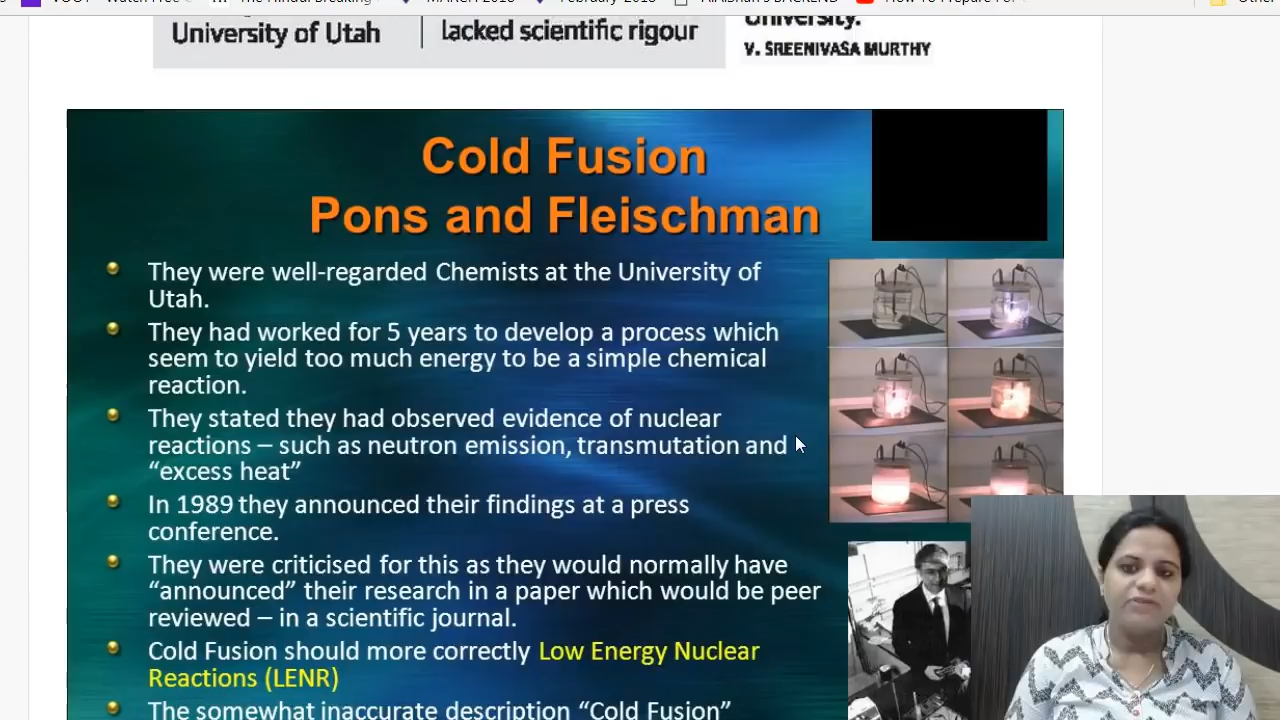 University of Utah
lacked scientific rigour
University.
V. SREENIVASA MURTHY
Cold Fusion
Pons and Fleischman
They were well-regarded Chemists at the University of
Utah.
They had worked for 5 years to develop a process which
seem to yield too much energy to be a simple chemical
reaction.
They stated they had observed evidence of nuclear
reactions – such as neutron emission, transmutation and
“excess heat”
In 1989 they announced their findings at a press
conference.
They were criticised for this as they would normally have
“announced” their research in a paper which would be peer
reviewed – in a scientific journal.
Cold Fusion should more correctly Low Energy Nuclear
Reactions (LENR)
The somewhat inaccurate description “Cold Fusion”